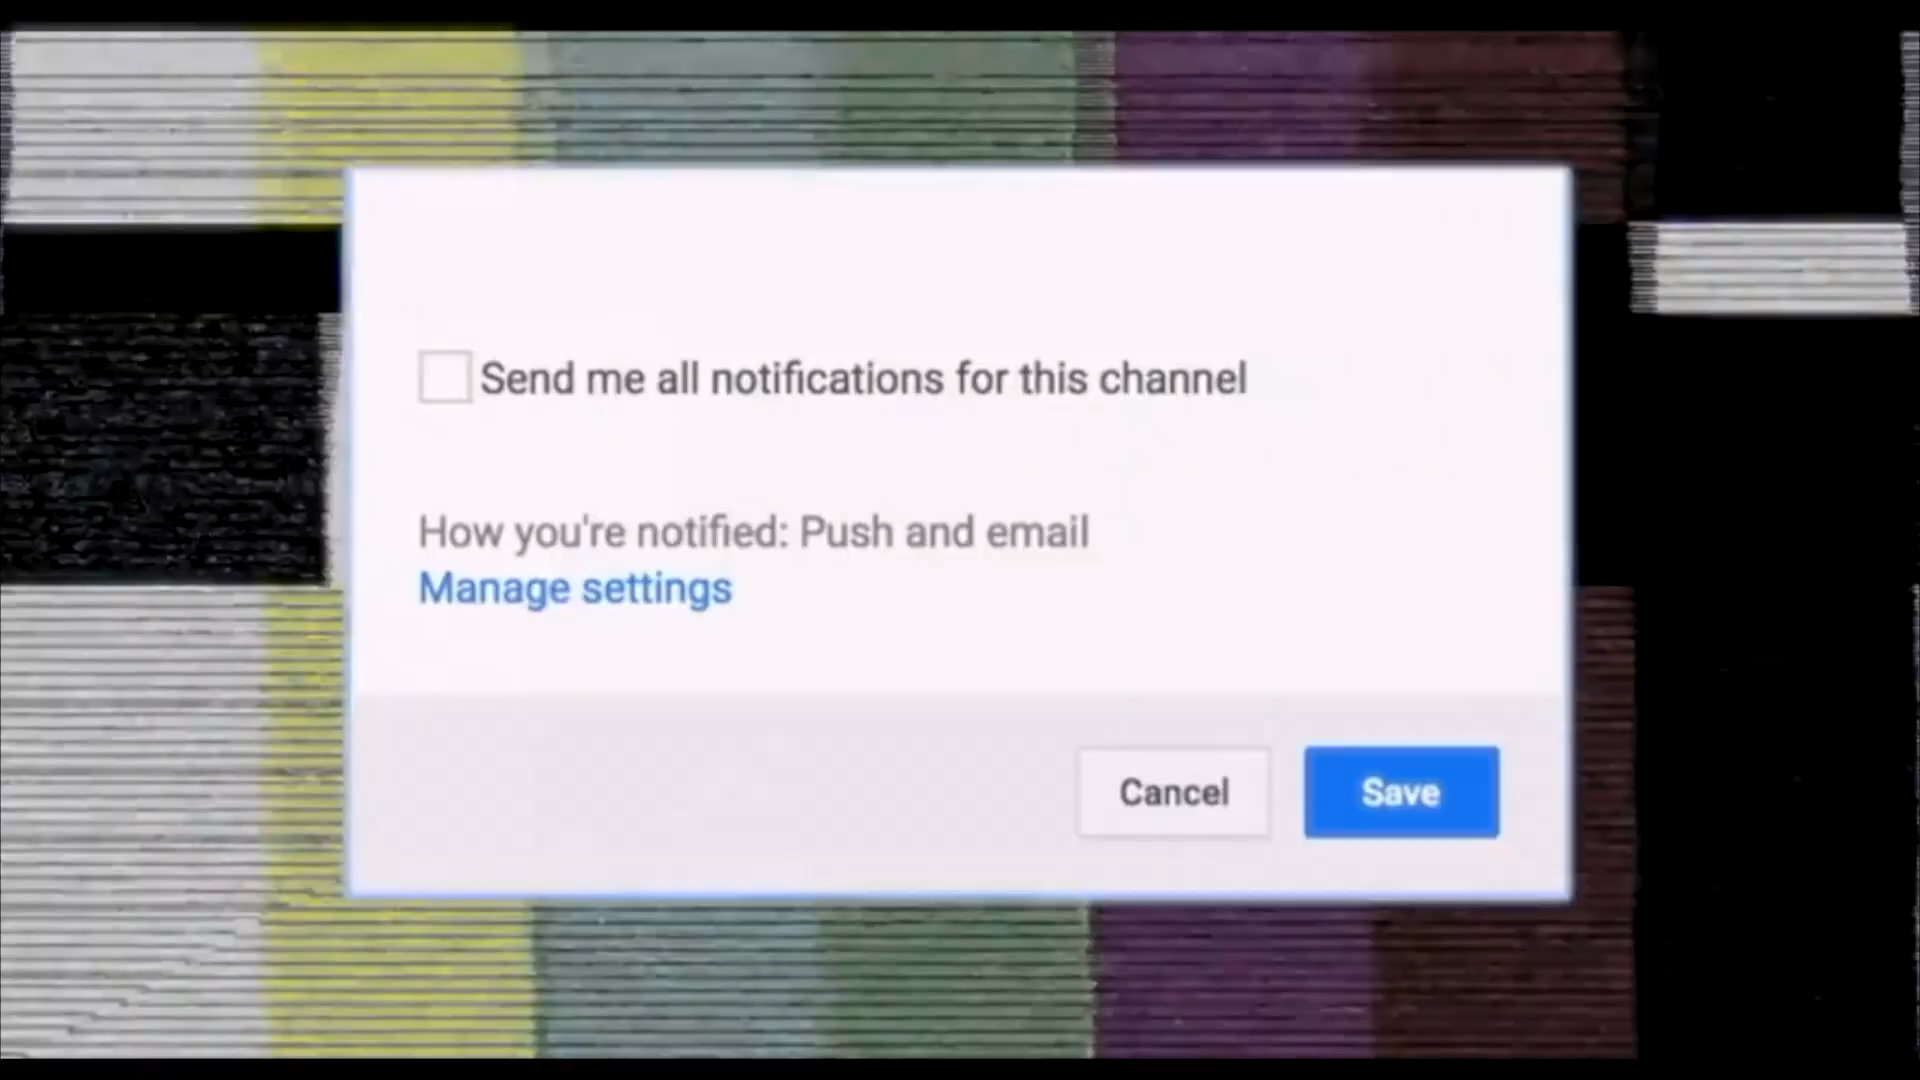 Send me all notifications for this channel
How you're notified: Push and email
Manage settings
Cancel
Save